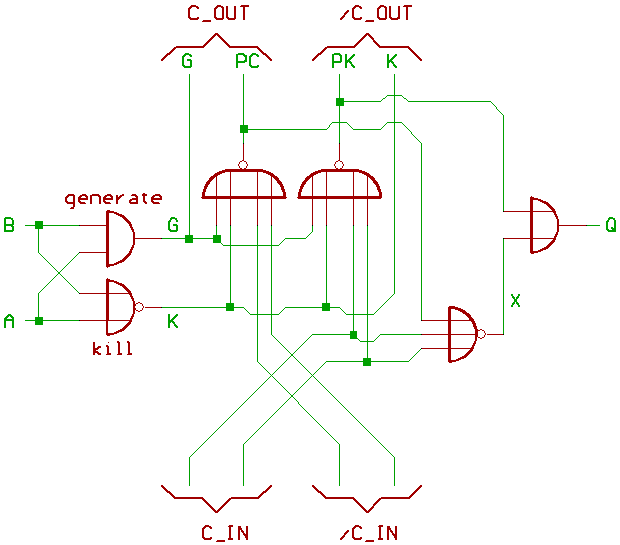 C_OUT /C_OUT
G PC PK K
generate
B G Q
A K X
kill
C_IN /C_IN